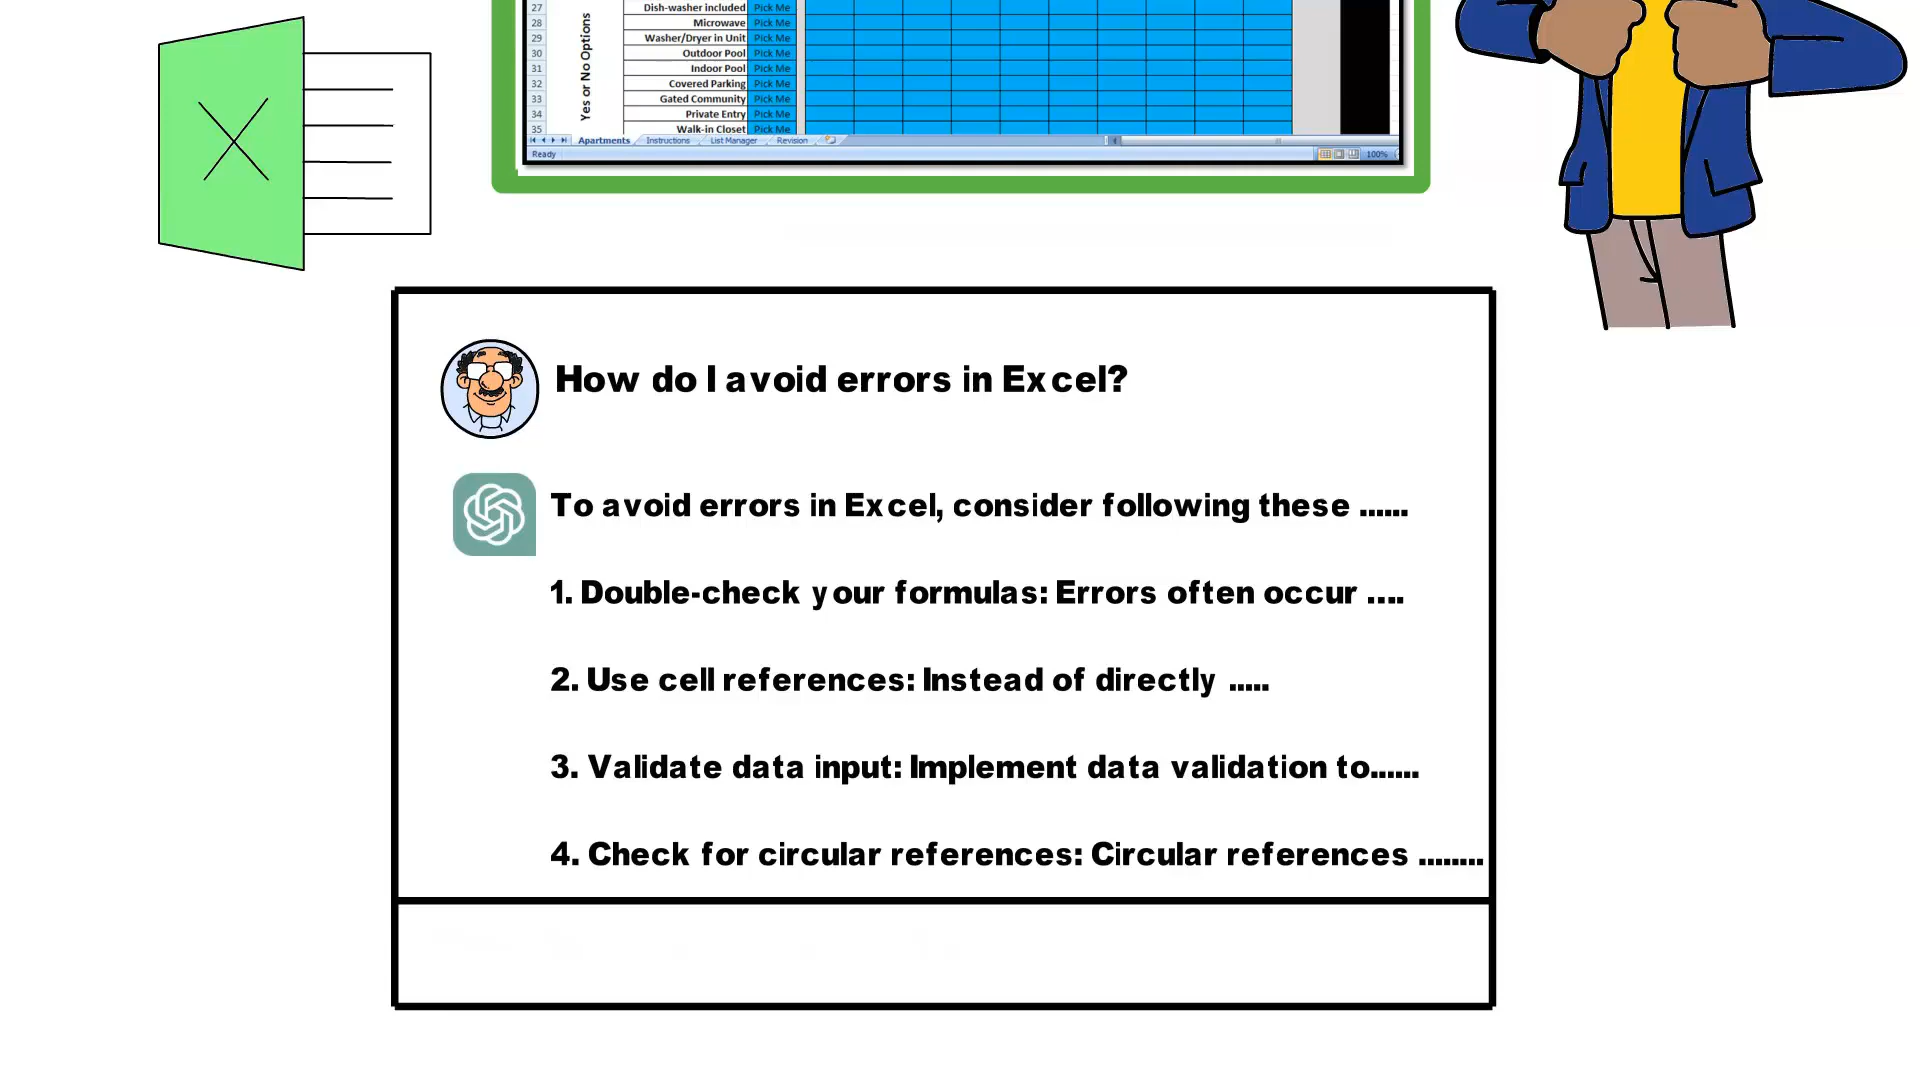 27 Dish-washer included Pick Me
28 Microwave Pick Me
29 Washer/Dryer in Unit Pick Me
30 Outdoor Pool Pick Me
31 Indoor Pool Pick Me
32 Covered Parking Pick Me
33 Gated Community Pick Me
34 Private Entry Pick Me
35 Walk-in Closet Pick Me
Yes or No Options
Apartments Instructions List Manager Revision
Ready 100%
How do I avoid errors in Excel?
To avoid errors in Excel, consider following these ......
1. Double-check your formulas: Errors often occur ....
2. Use cell references: Instead of directly .....
3. Validate data input: Implement data validation to......
4. Check for circular references: Circular references ........